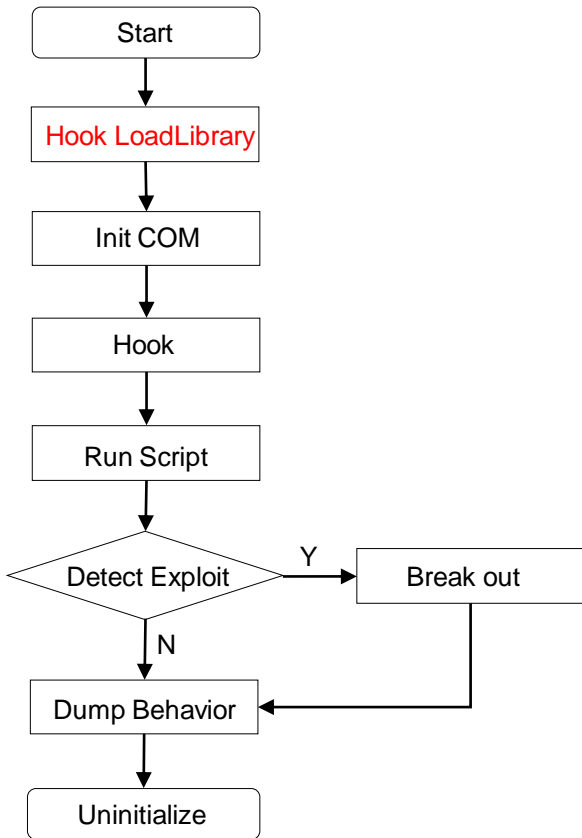 Start
Hook LoadLibrary
Init COM
Hook
Run Script
Detect Exploit
Y
Break out
N
Dump Behavior
Uninitialize